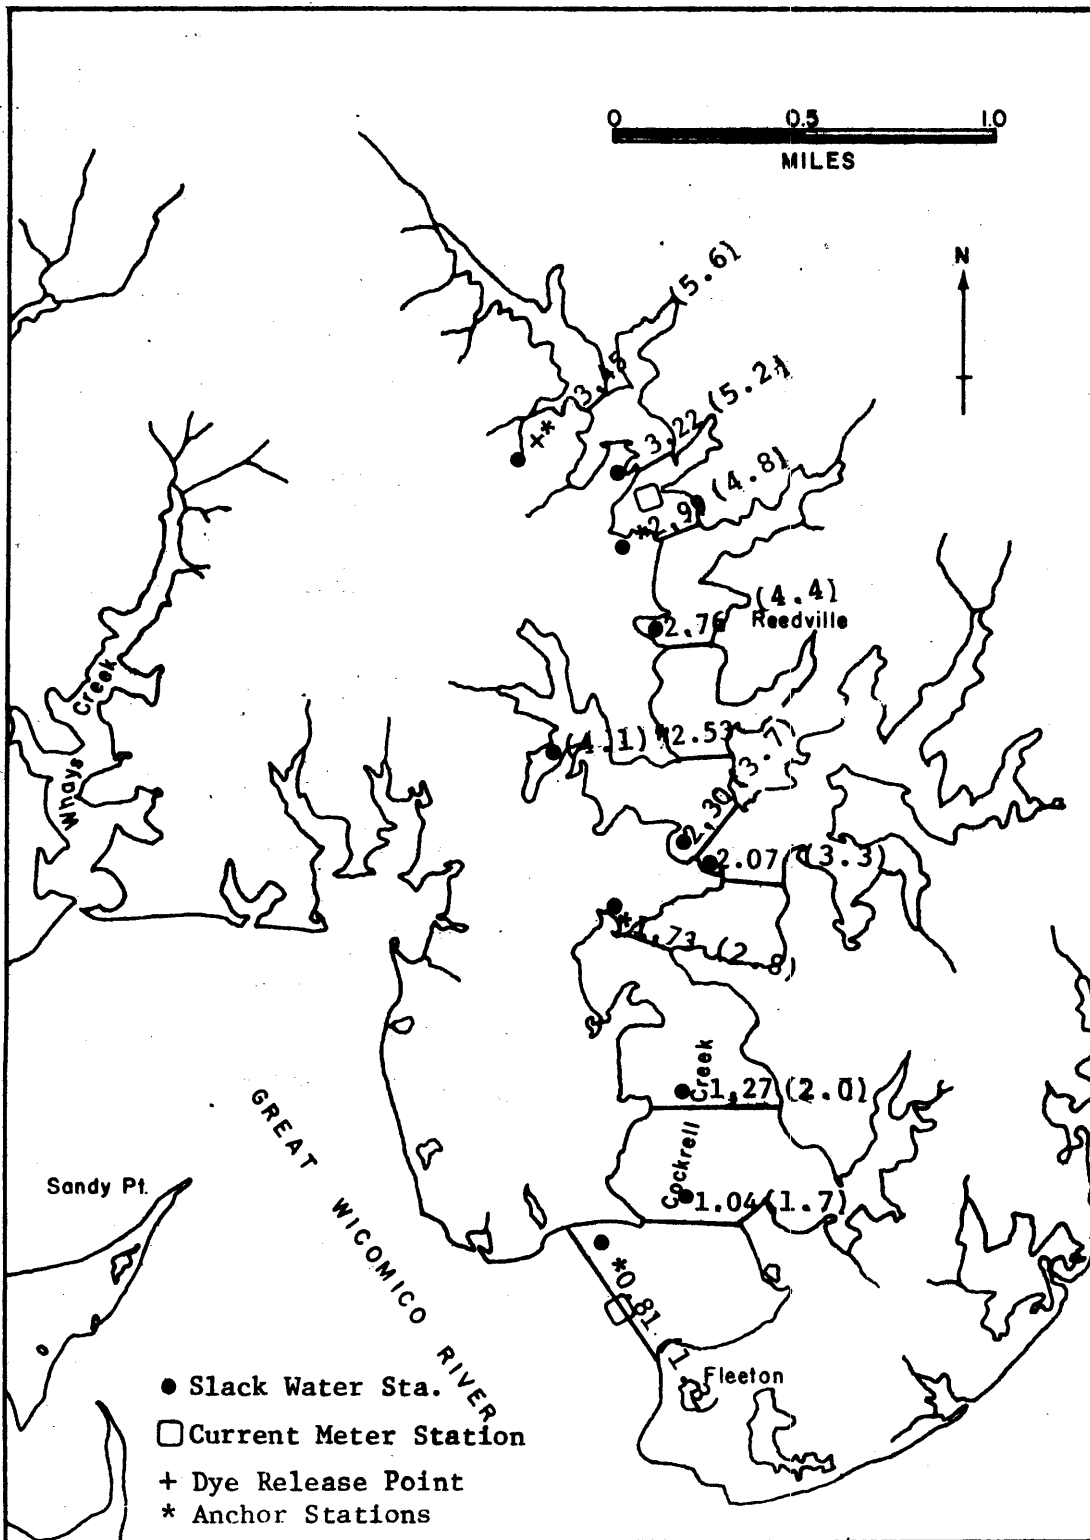 0 0.5 1.0
MILES
N
(5.6)
3.45
(5.2)
3.22
+*
(4.8)
(4.4)
Reedville
2.76
(4.1)
2.53
2.30 (3.7)
2.07 (3.3)
*1.73 (2.8)
Whays Creek
Cockrell Creek
1.27 (2.0)
1.04 (1.7)
*0.81
Sandy Pt.
GREAT WICOMICO RIVER
Fleeton
● Slack Water Sta.
▢ Current Meter Station
+ Dye Release Point
* Anchor Stations